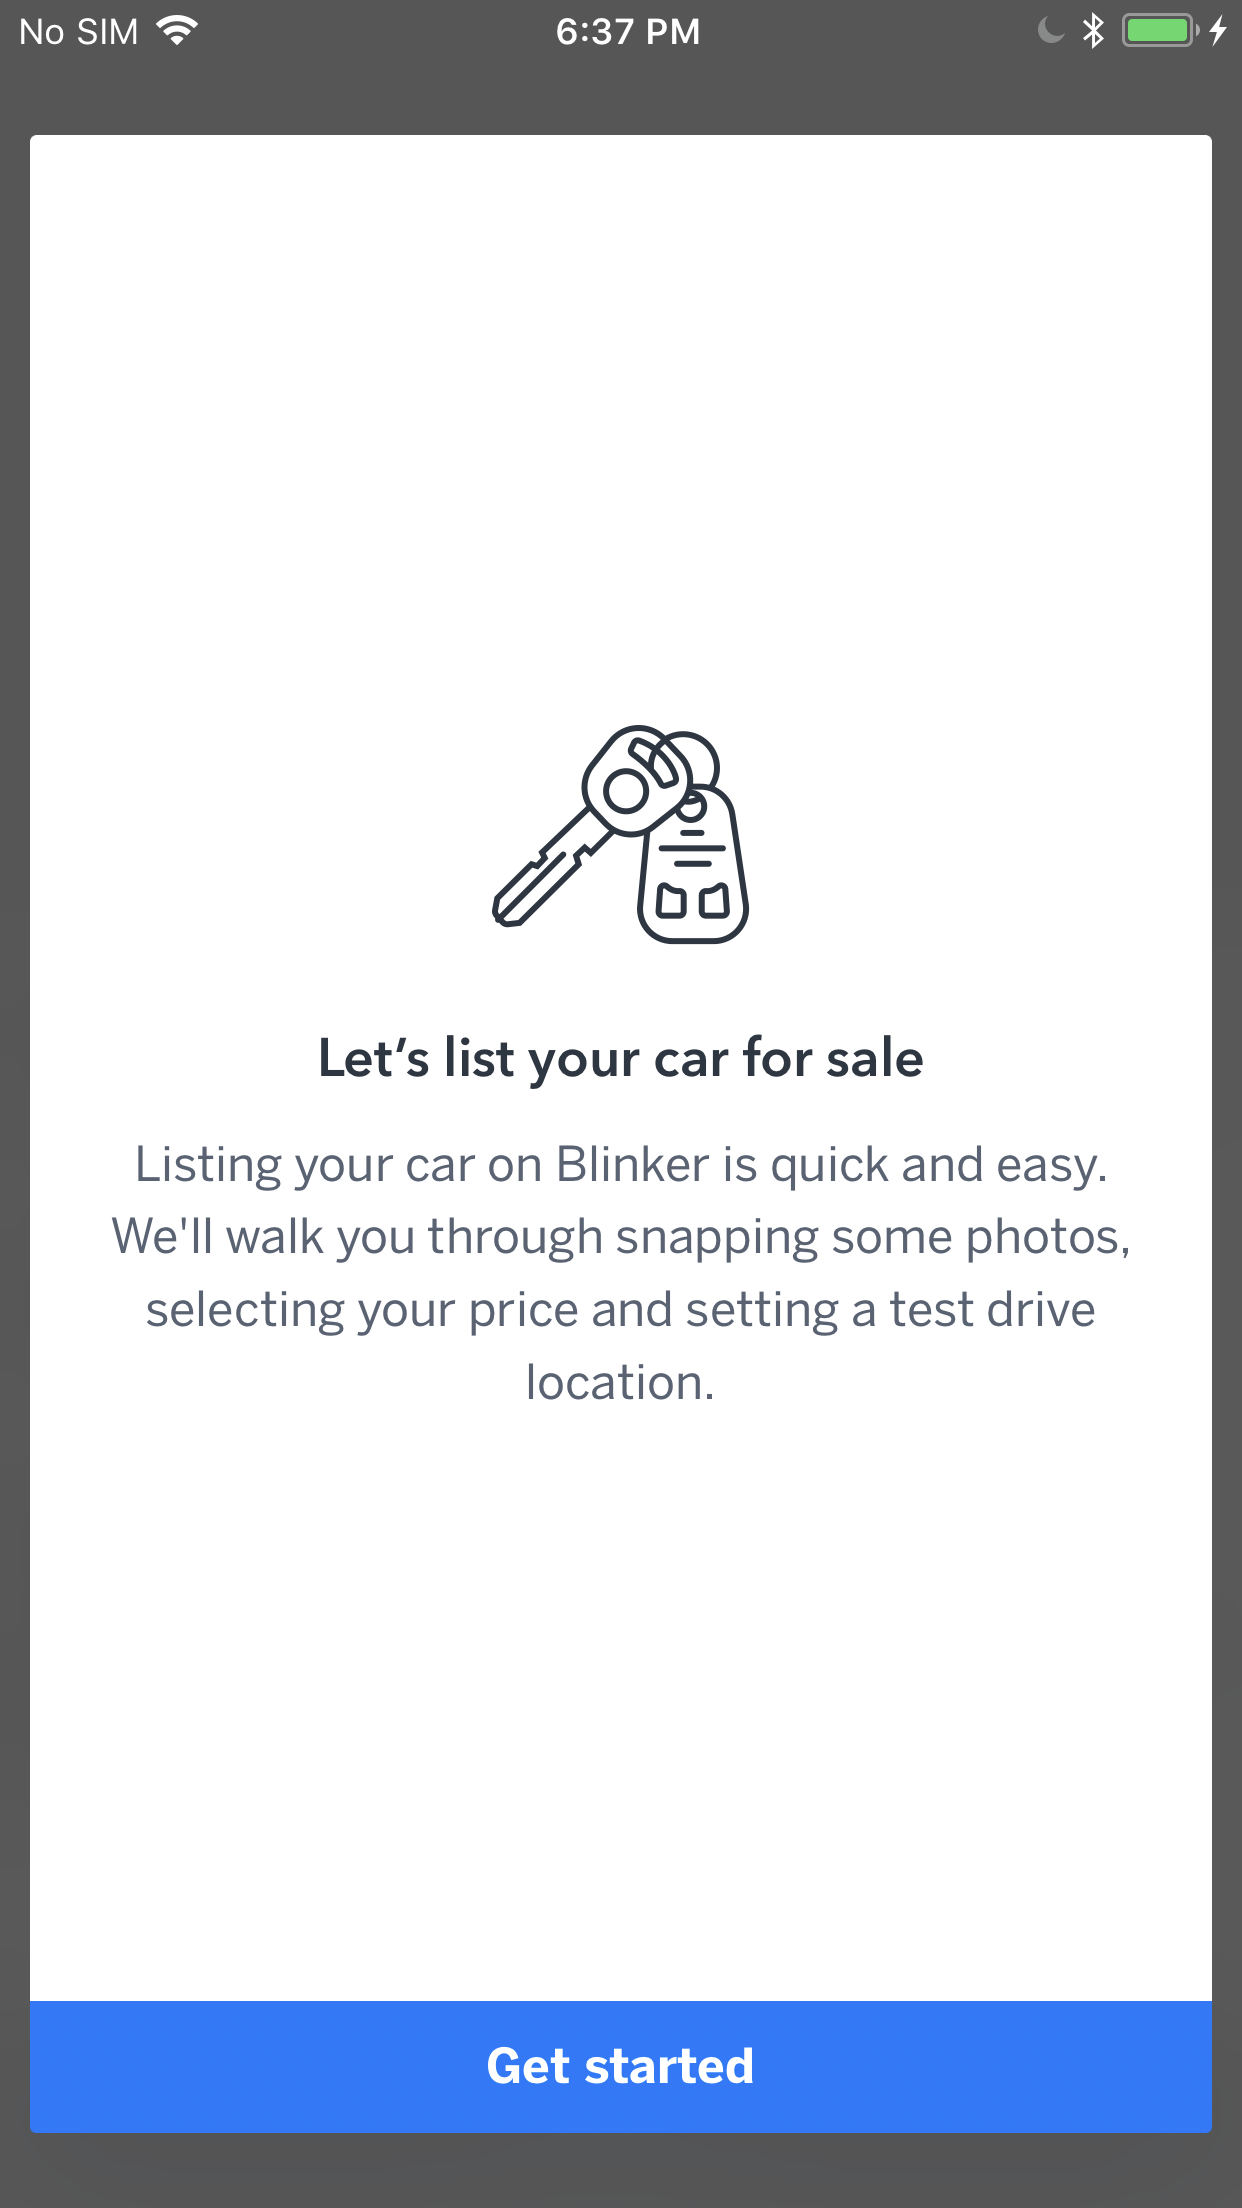 No SIM 6:37 PM
Let’s list your car for sale
Listing your car on Blinker is quick and easy.
We'll walk you through snapping some photos,
selecting your price and setting a test drive
location.
Get started